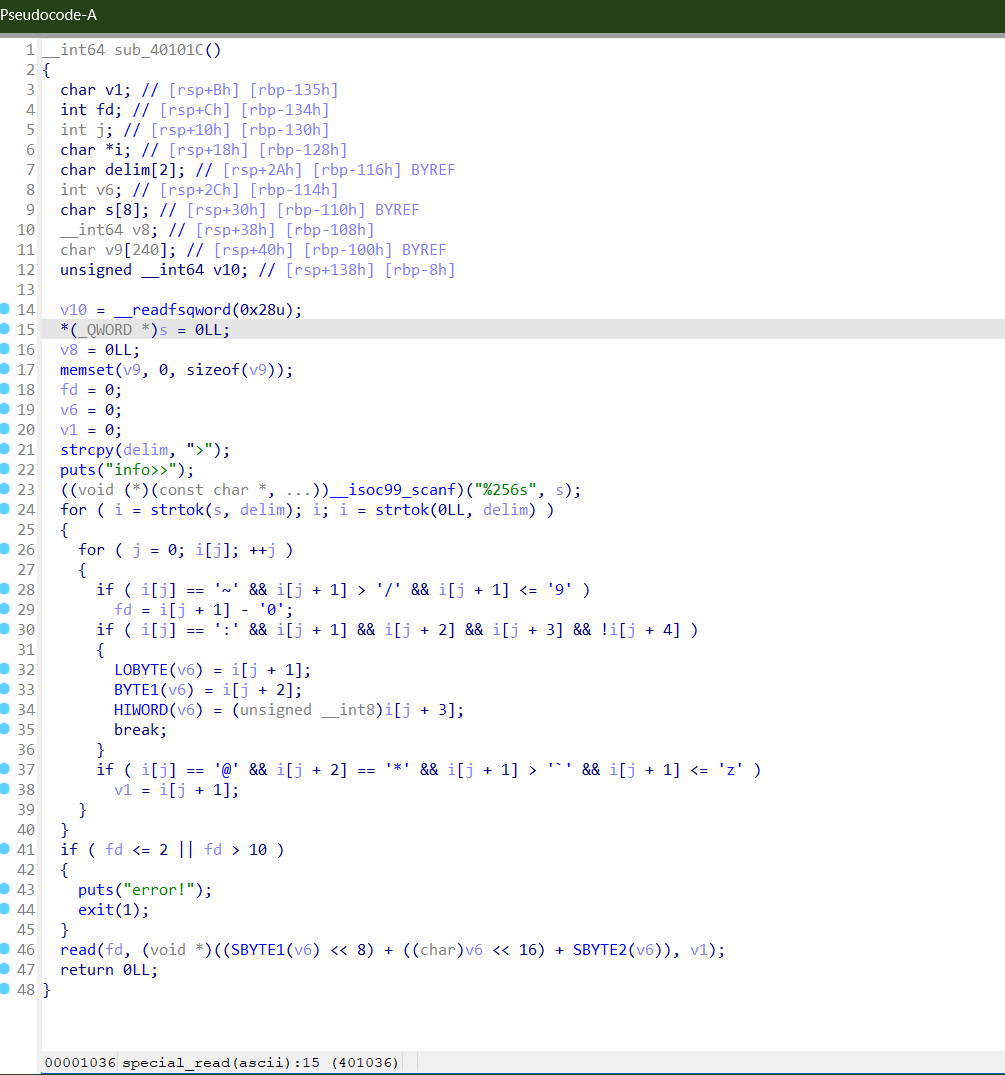 Pseudocode-A
1 __int64 sub_40101C()
2 {
3 char v1; // [rsp+Bh] [rbp-135h]
4 int fd; // [rsp+Ch] [rbp-134h]
5 int j; // [rsp+10h] [rbp-130h]
6 char *i; // [rsp+18h] [rbp-128h]
7 char delim[2]; // [rsp+2Ah] [rbp-116h] BYREF
8 int v6; // [rsp+2Ch] [rbp-114h]
9 char s[8]; // [rsp+30h] [rbp-110h] BYREF
10 __int64 v8; // [rsp+38h] [rbp-108h]
11 char v9[240]; // [rsp+40h] [rbp-100h] BYREF
12 unsigned __int64 v10; // [rsp+138h] [rbp-8h]
13
14 v10 = __readfsqword(0x28u);
15 *(_QWORD *)s = 0LL;
16 v8 = 0LL;
17 memset(v9, 0, sizeof(v9));
18 fd = 0;
19 v6 = 0;
20 v1 = 0;
21 strcpy(delim, ">");
22 puts("info>>");
23 ((void (*)(const char *, ...))__isoc99_scanf)("%256s", s);
24 for ( i = strtok(s, delim); i; i = strtok(0LL, delim) )
25 {
26 for ( j = 0; i[j]; ++j )
27 {
28 if ( i[j] == '~' && i[j + 1] > '/' && i[j + 1] <= '9' )
29 fd = i[j + 1] - '0';
30 if ( i[j] == ':' && i[j + 1] && i[j + 2] && i[j + 3] && !i[j + 4] )
31 {
32 LOBYTE(v6) = i[j + 1];
33 BYTE1(v6) = i[j + 2];
34 HIWORD(v6) = (unsigned __int8)i[j + 3];
35 break;
36 }
37 if ( i[j] == '@' && i[j + 2] == '*' && i[j + 1] > '`' && i[j + 1] <= 'z' )
38 v1 = i[j + 1];
39 }
40 }
41 if ( fd <= 2 || fd > 10 )
42 {
43 puts("error!");
44 exit(1);
45 }
46 read(fd, (void *)((SBYTE1(v6) << 8) + ((char)v6 << 16) + SBYTE2(v6)), v1);
47 return 0LL;
48 }
00001036 special_read(ascii):15 (401036)